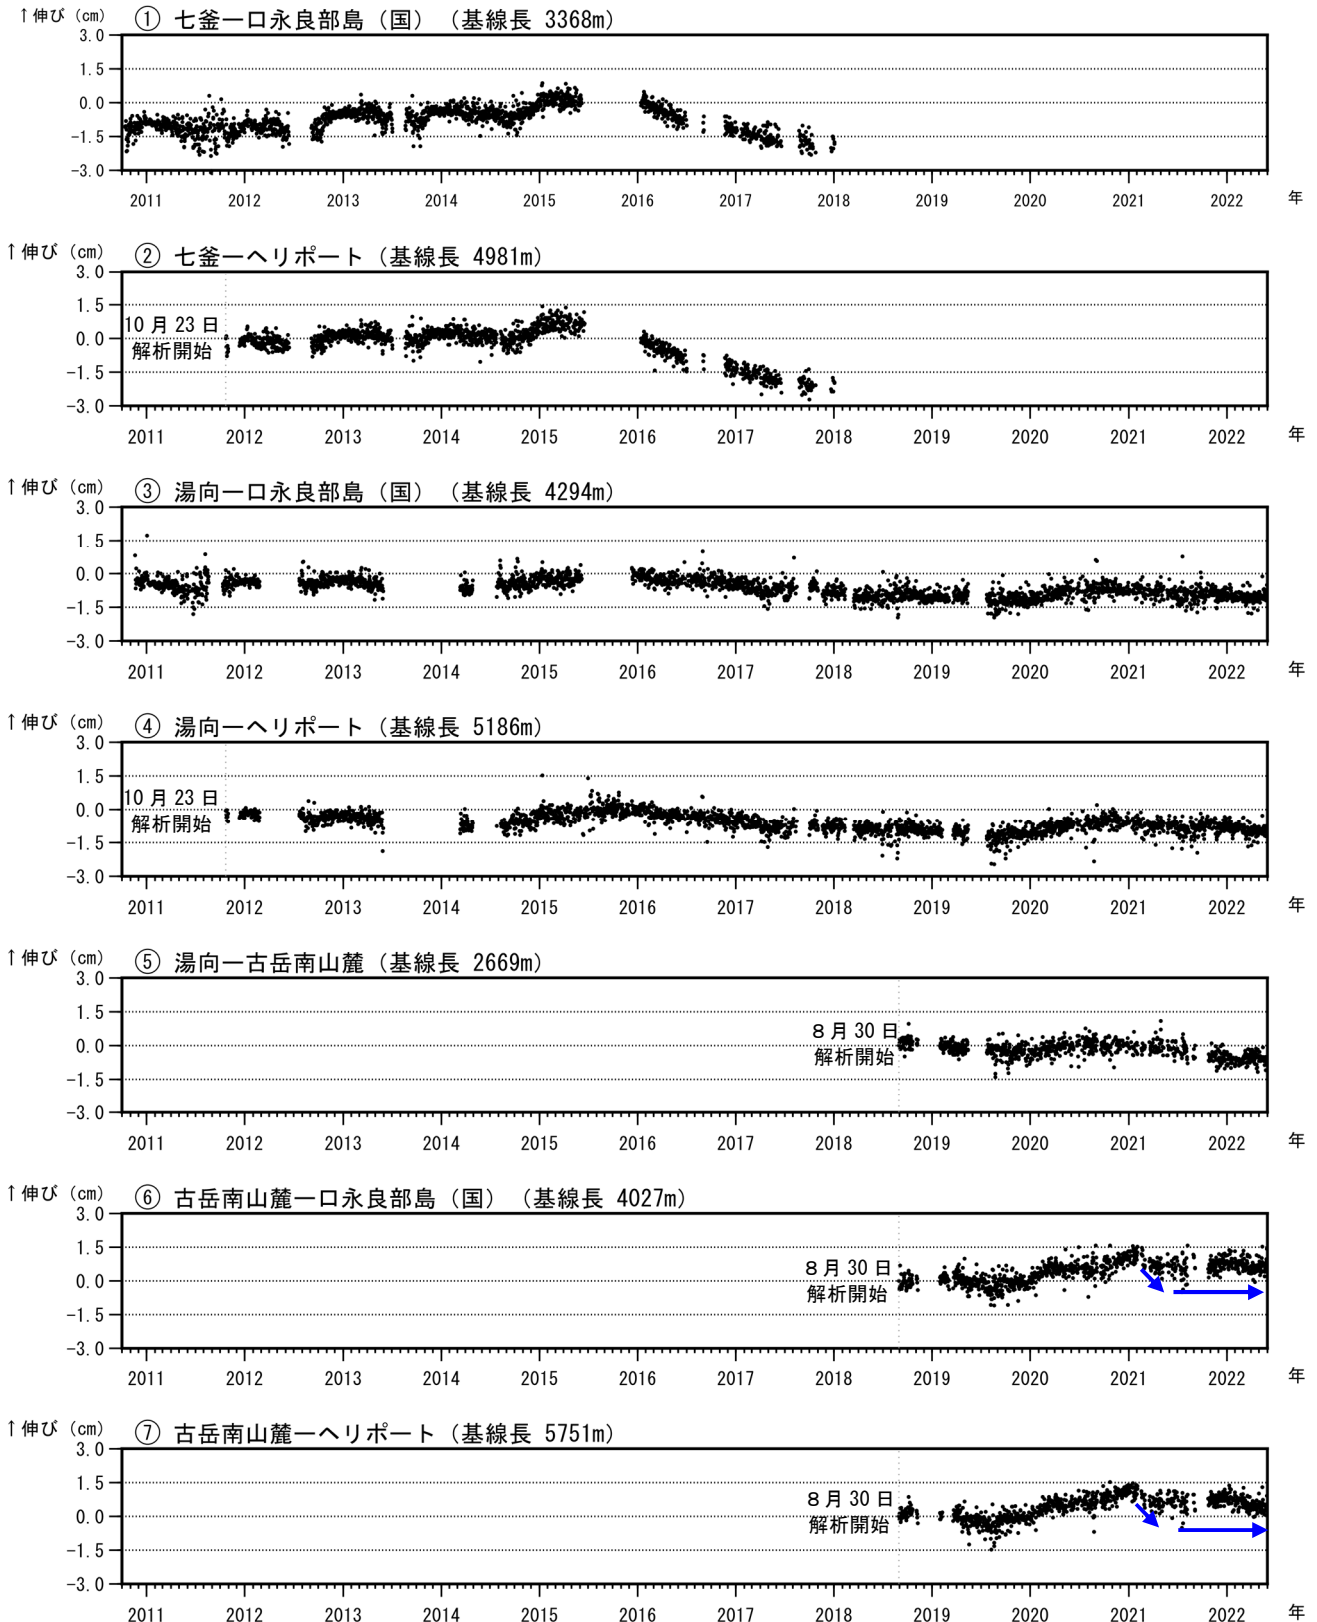 ↑伸び (cm) ① 七釜ー口永良部島（国）（基線長 3368m）
3.0
1.5
0.0
-1.5
-3.0
2011 2012 2013 2014 2015 2016 2017 2018 2019 2020 2021 2022 年
↑伸び (cm) ② 七釜ーヘリポート（基線長 4981m）
3.0
1.5
10月23日
0.0
解析開始
-1.5
-3.0
2011 2012 2013 2014 2015 2016 2017 2018 2019 2020 2021 2022 年
↑伸び (cm) ③ 湯向ー口永良部島（国）（基線長 4294m）
3.0
1.5
0.0
-1.5
-3.0
2011 2012 2013 2014 2015 2016 2017 2018 2019 2020 2021 2022 年
↑伸び (cm) ④ 湯向ーヘリポート（基線長 5186m）
3.0
1.5
10月23日
0.0
解析開始
-1.5
-3.0
2011 2012 2013 2014 2015 2016 2017 2018 2019 2020 2021 2022 年
↑伸び (cm) ⑤ 湯向ー古岳南山麓（基線長 2669m）
3.0
1.5
8月30日
0.0
解析開始
-1.5
-3.0
2011 2012 2013 2014 2015 2016 2017 2018 2019 2020 2021 2022 年
↑伸び (cm) ⑥ 古岳南山麓ー口永良部島（国）（基線長 4027m）
3.0
1.5
8月30日
0.0
解析開始
-1.5
-3.0
2011 2012 2013 2014 2015 2016 2017 2018 2019 2020 2021 2022 年
↑伸び (cm) ⑦ 古岳南山麓ーヘリポート（基線長 5751m）
3.0
1.5
8月30日
0.0
解析開始
-1.5
-3.0
2011 2012 2013 2014 2015 2016 2017 2018 2019 2020 2021 2022 年